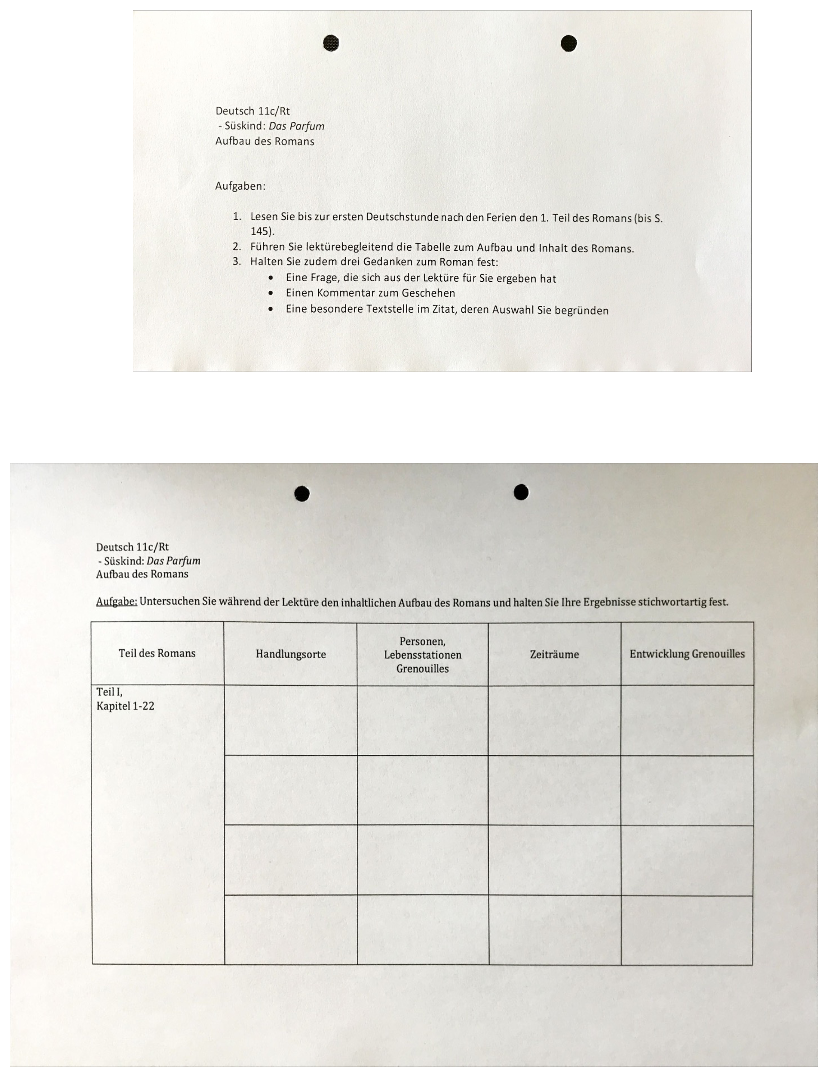 Deutsch 11c/Rt
- Süskind: Das Parfum
Aufbau des Romans
Aufgaben:
1. Lesen Sie bis zur ersten Deutschstunde nach den Ferien den 1. Teil des Romans (bis S.
145).
2. Führen Sie lektürebegleitend die Tabelle zum Aufbau und Inhalt des Romans.
3. Halten Sie zudem drei Gedanken zum Roman fest:
• Eine Frage, die sich aus der Lektüre für Sie ergeben hat
• Einen Kommentar zum Geschehen
• Eine besondere Textstelle im Zitat, deren Auswahl Sie begründen
Deutsch 11c/Rt
- Süskind: Das Parfum
Aufbau des Romans
Aufgabe: Untersuchen Sie während der Lektüre den inhaltlichen Aufbau des Romans und halten Sie Ihre Ergebnisse stichwortartig fest.
Teil des Romans
Handlungsorte
Personen,
Lebensstationen
Grenouilles
Zeiträume
Entwicklung Grenouilles
Teil I,
Kapitel 1-22